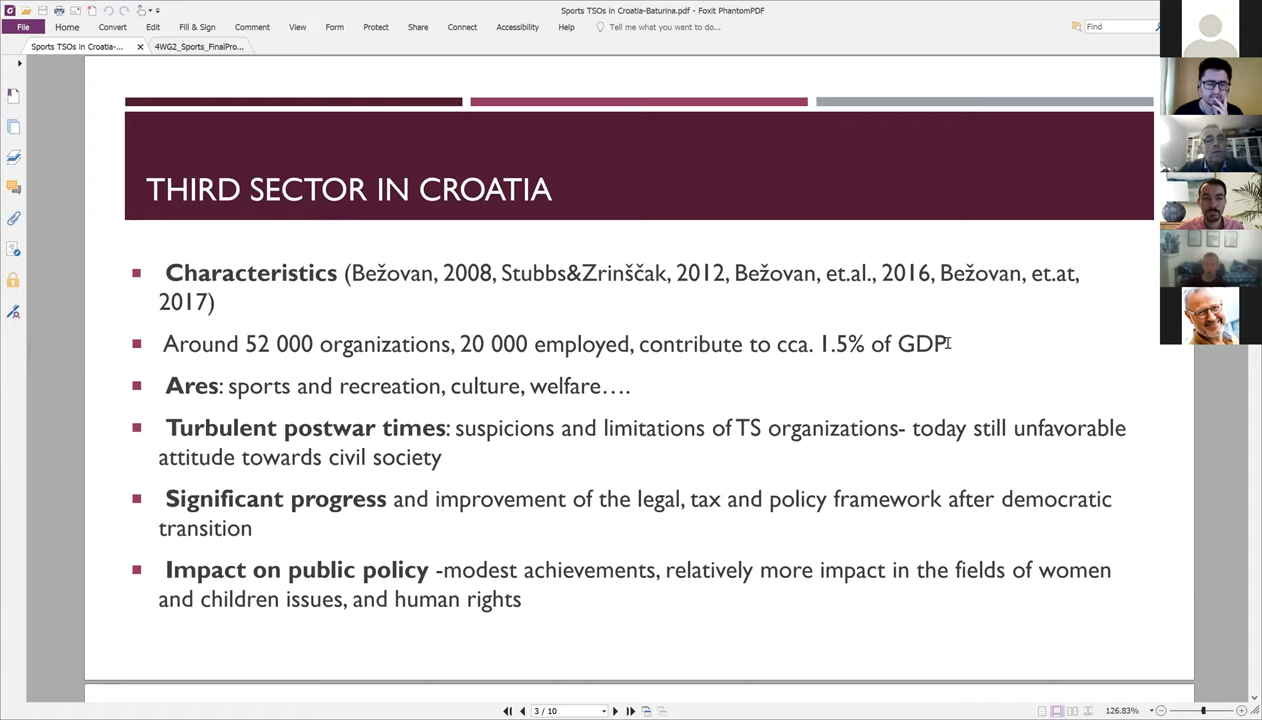 Sports TSOs in Croatia-Baturina.pdf - Foxit PhantomPDF
File Home Convert Edit Fill & Sign Comment View Form Protect Share Connect Accessibility Help Tell me what you want to do... Find
Sports TSOs in Croatia-... 4WG2_Sports_FinalPro...
THIRD SECTOR IN CROATIA
Characteristics (Bežovan, 2008, Stubbs&Zrinščak, 2012, Bežovan, et.al., 2016, Bežovan, et.at,
2017)
Around 52 000 organizations, 20 000 employed, contribute to cca. 1.5% of GDP
Ares: sports and recreation, culture, welfare….
Turbulent postwar times: suspicions and limitations of TS organizations- today still unfavorable
attitude towards civil society
Significant progress and improvement of the legal, tax and policy framework after democratic
transition
Impact on public policy -modest achievements, relatively more impact in the fields of women
and children issues, and human rights
3 / 10
126.83%